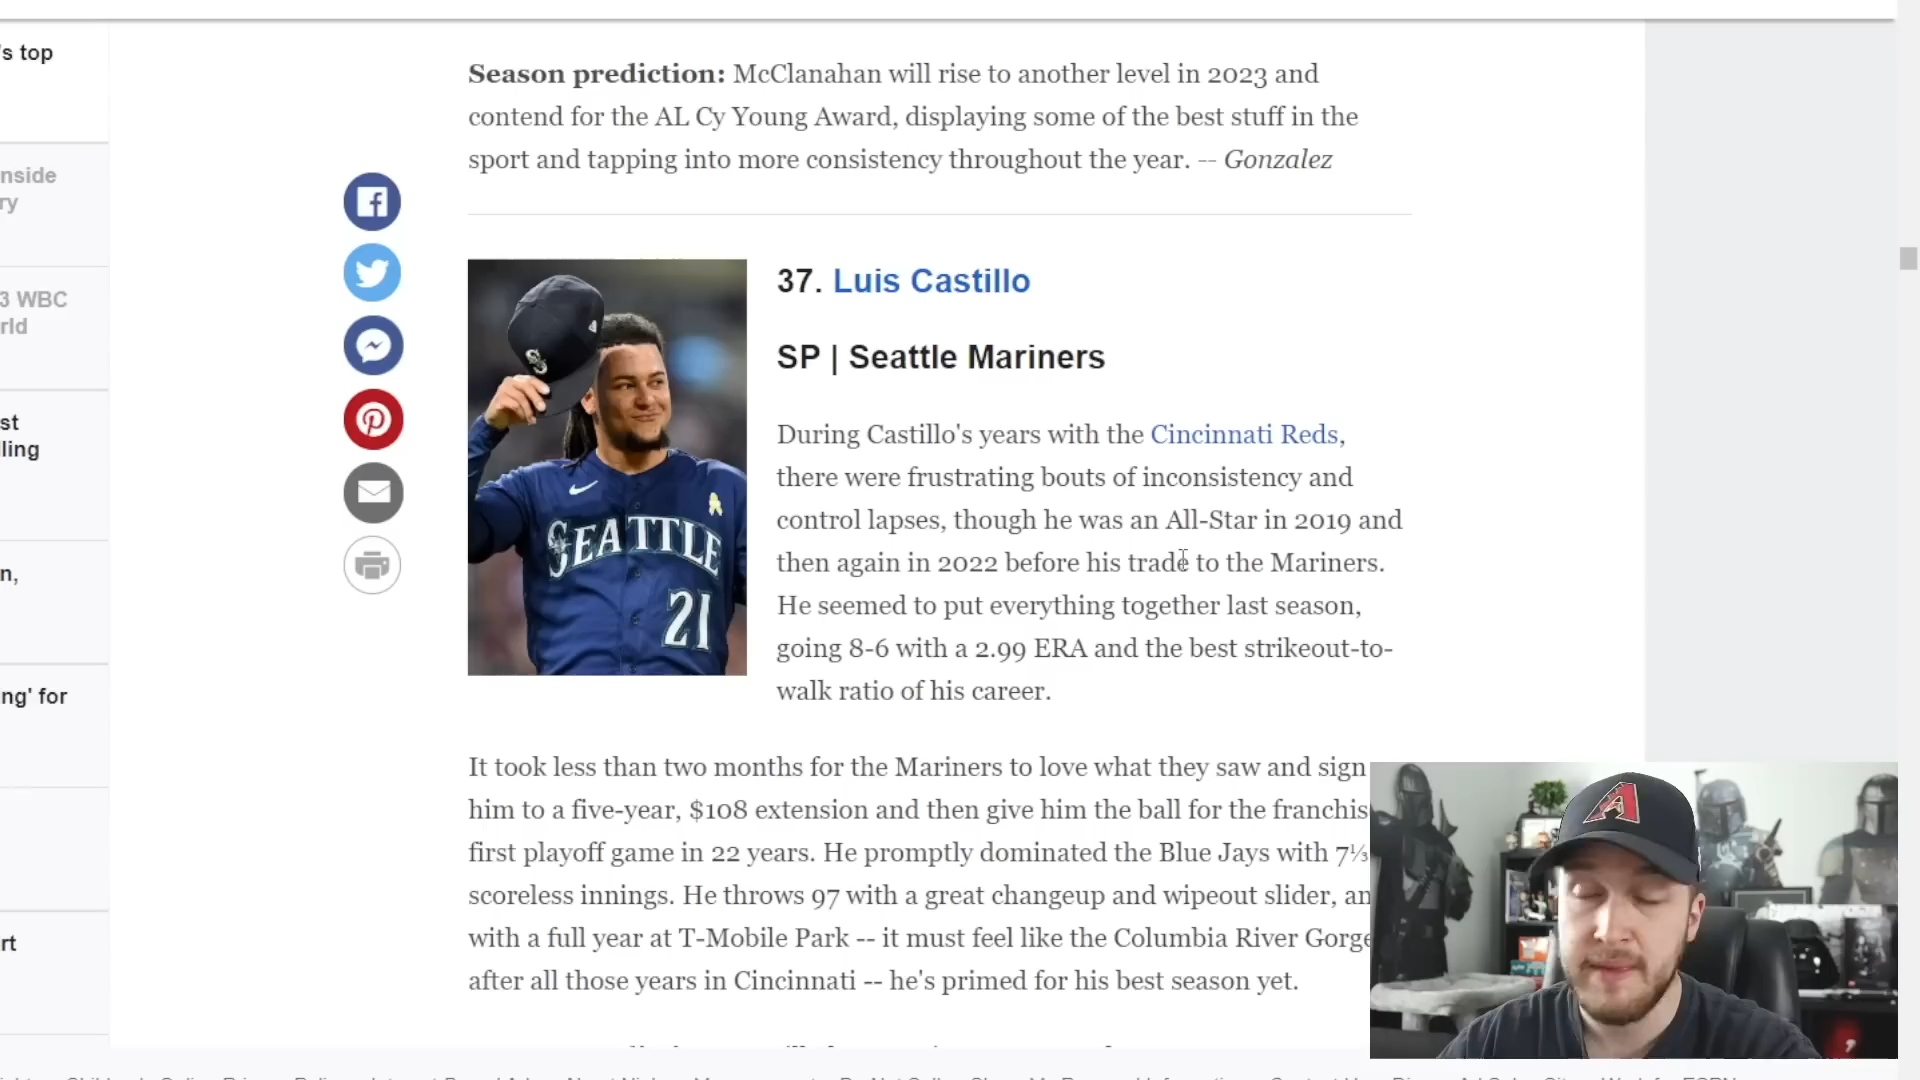 's top
Season prediction: McClanahan will rise to another level in 2023 and
contend for the AL Cy Young Award, displaying some of the best stuff in the
sport and tapping into more consistency throughout the year. -- Gonzalez
nside
ry
3 WBC
rld
st
lling
n,
ng' for
rt
37. Luis Castillo
SP | Seattle Mariners
During Castillo's years with the Cincinnati Reds,
there were frustrating bouts of inconsistency and
control lapses, though he was an All-Star in 2019 and
then again in 2022 before his trade to the Mariners.
He seemed to put everything together last season,
going 8-6 with a 2.99 ERA and the best strikeout-to-
walk ratio of his career.
S
SEATTLE
21
It took less than two months for the Mariners to love what they saw and sign
him to a five-year, $108 extension and then give him the ball for the franchis
first playoff game in 22 years. He promptly dominated the Blue Jays with 7⅓
scoreless innings. He throws 97 with a great changeup and wipeout slider, an
with a full year at T-Mobile Park -- it must feel like the Columbia River Gorge
after all those years in Cincinnati -- he's primed for his best season yet.
A